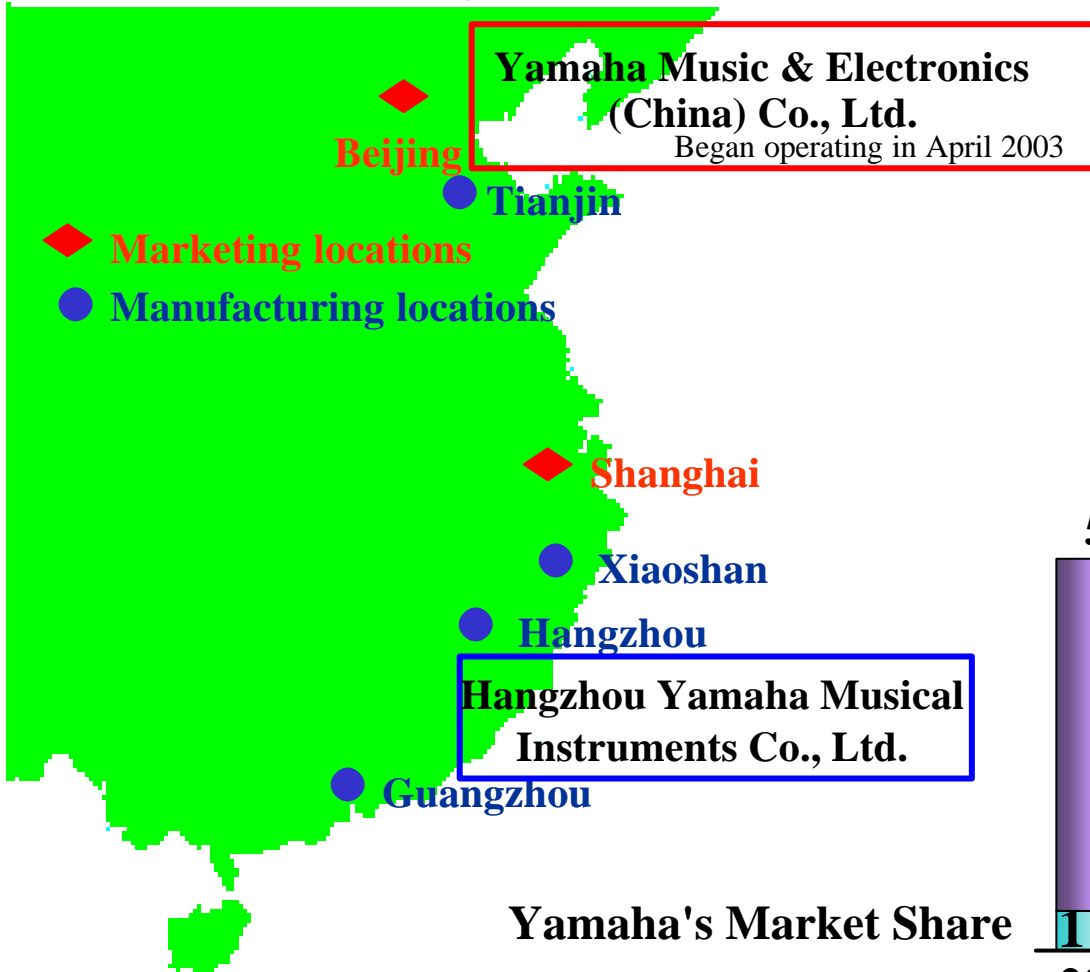 Yamaha Music & Electronics
(China) Co., Ltd.
Began operating in April 2003
Beijing
Tianjin
Marketing locations
Manufacturing locations
Shanghai
Xiaoshan
Hangzhou
Hangzhou Yamaha Musical
Instruments Co., Ltd.
Guangzhou
Yamaha's Market Share
1